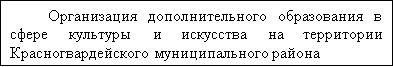 Организация дополнительного образования в
сфере культуры и искусства на территории
Красногвардейского муниципального района